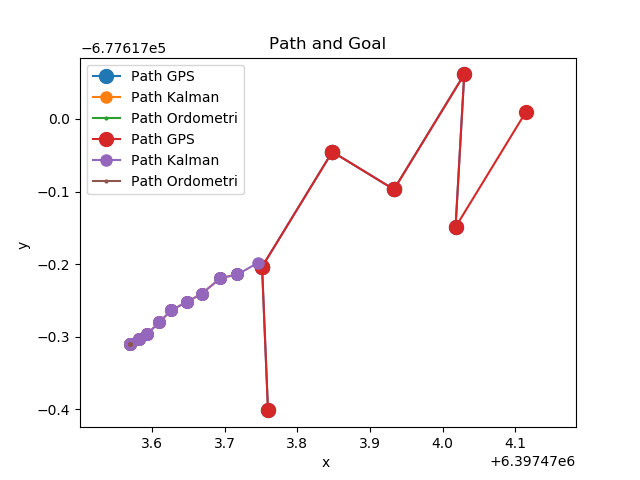 Path and Goal
−6.77617e5
Path GPS
Path Kalman
Path Ordometri
Path GPS
Path Kalman
Path Ordometri
0.0
−0.1
−0.2
−0.3
−0.4
y
3.6 3.7 3.8 3.9 4.0 4.1
x
+6.39747e6